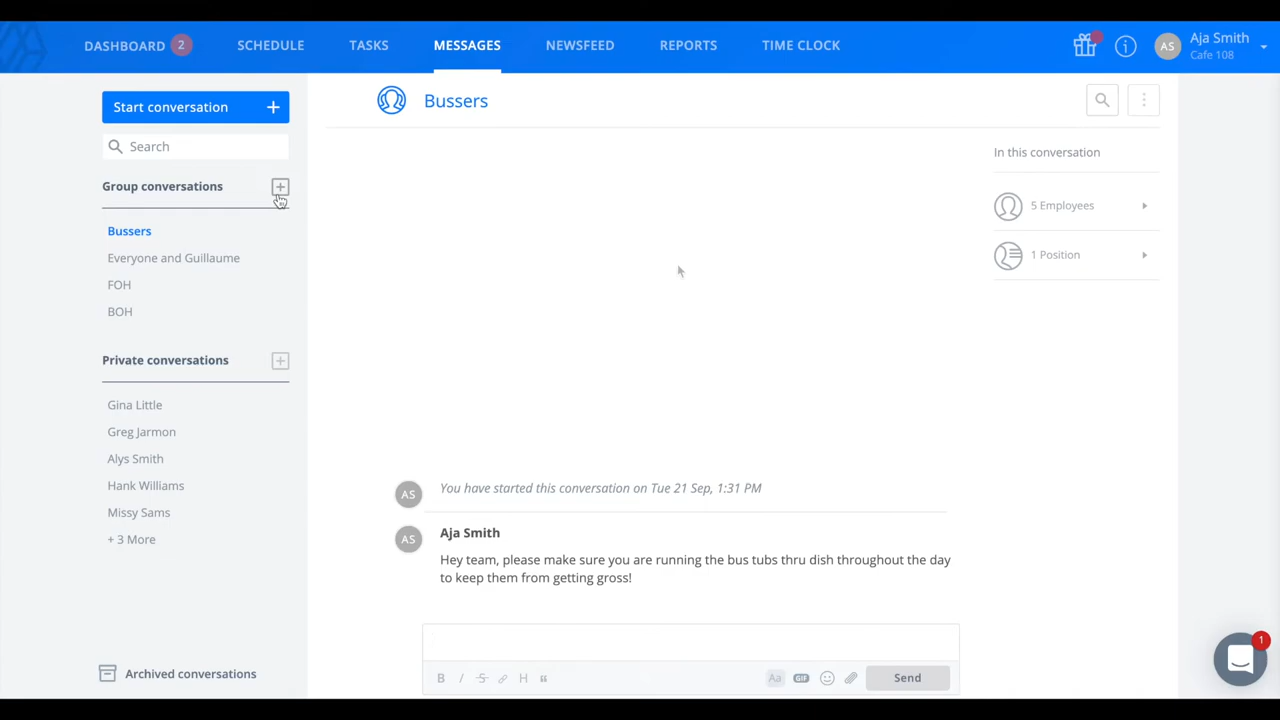 DASHBOARD 2 SCHEDULE TASKS MESSAGES NEWSFEED REPORTS TIME CLOCK AS Aja Smith
Cafe 108
Start conversation +
Search
Group conversations
Bussers
Everyone and Guillaume
FOH
BOH
Private conversations
Gina Little
Greg Jarmon
Alys Smith
Hank Williams
Missy Sams
+ 3 More
Archived conversations
Bussers
AS You have started this conversation on Tue 21 Sep, 1:31 PM
AS Aja Smith
Hey team, please make sure you are running the bus tubs thru dish throughout the day
to keep them from getting gross!
B I S H Aa GIF Send
In this conversation
5 Employees
1 Position
1